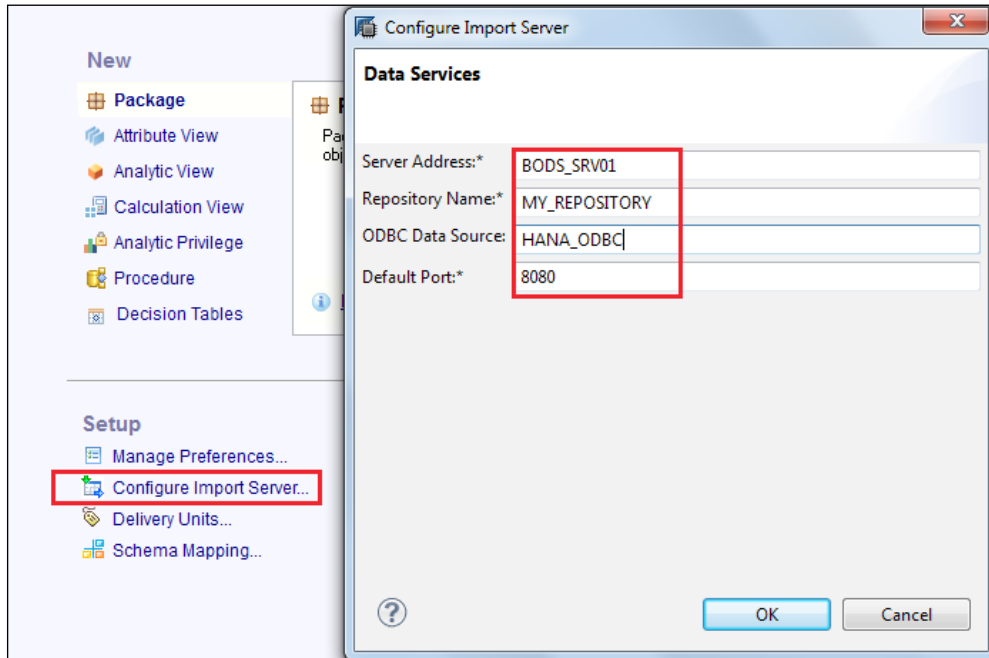 New
Package
Attribute View
Analytic View
Calculation View
Analytic Privilege
Procedure
Decision Tables
Setup
Manage Preferences...
Configure Import Server...
Delivery Units...
Schema Mapping...
Configure Import Server
Data Services
Server Address:* BODS_SRV01
Repository Name:* MY_REPOSITORY
ODBC Data Source: HANA_ODBC
Default Port:* 8080
OK Cancel